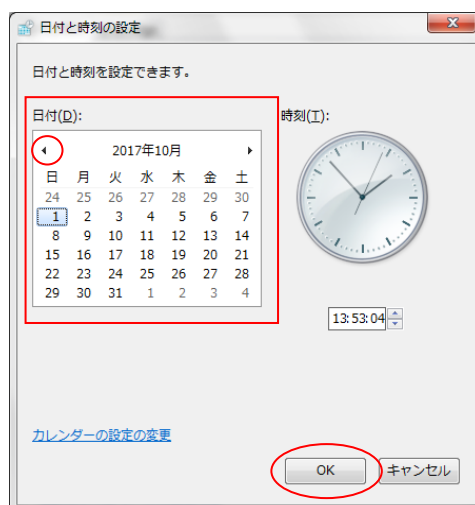 日付と時刻の設定
日付と時刻を設定できます。
日付(D):
2017年10月
日 月 火 水 木 金 土
24 25 26 27 28 29 30
1 2 3 4 5 6 7
8 9 10 11 12 13 14
15 16 17 18 19 20 21
22 23 24 25 26 27 28
29 30 31 1 2 3 4
時刻(T):
13:53:04
カレンダーの設定の変更
OK キャンセル